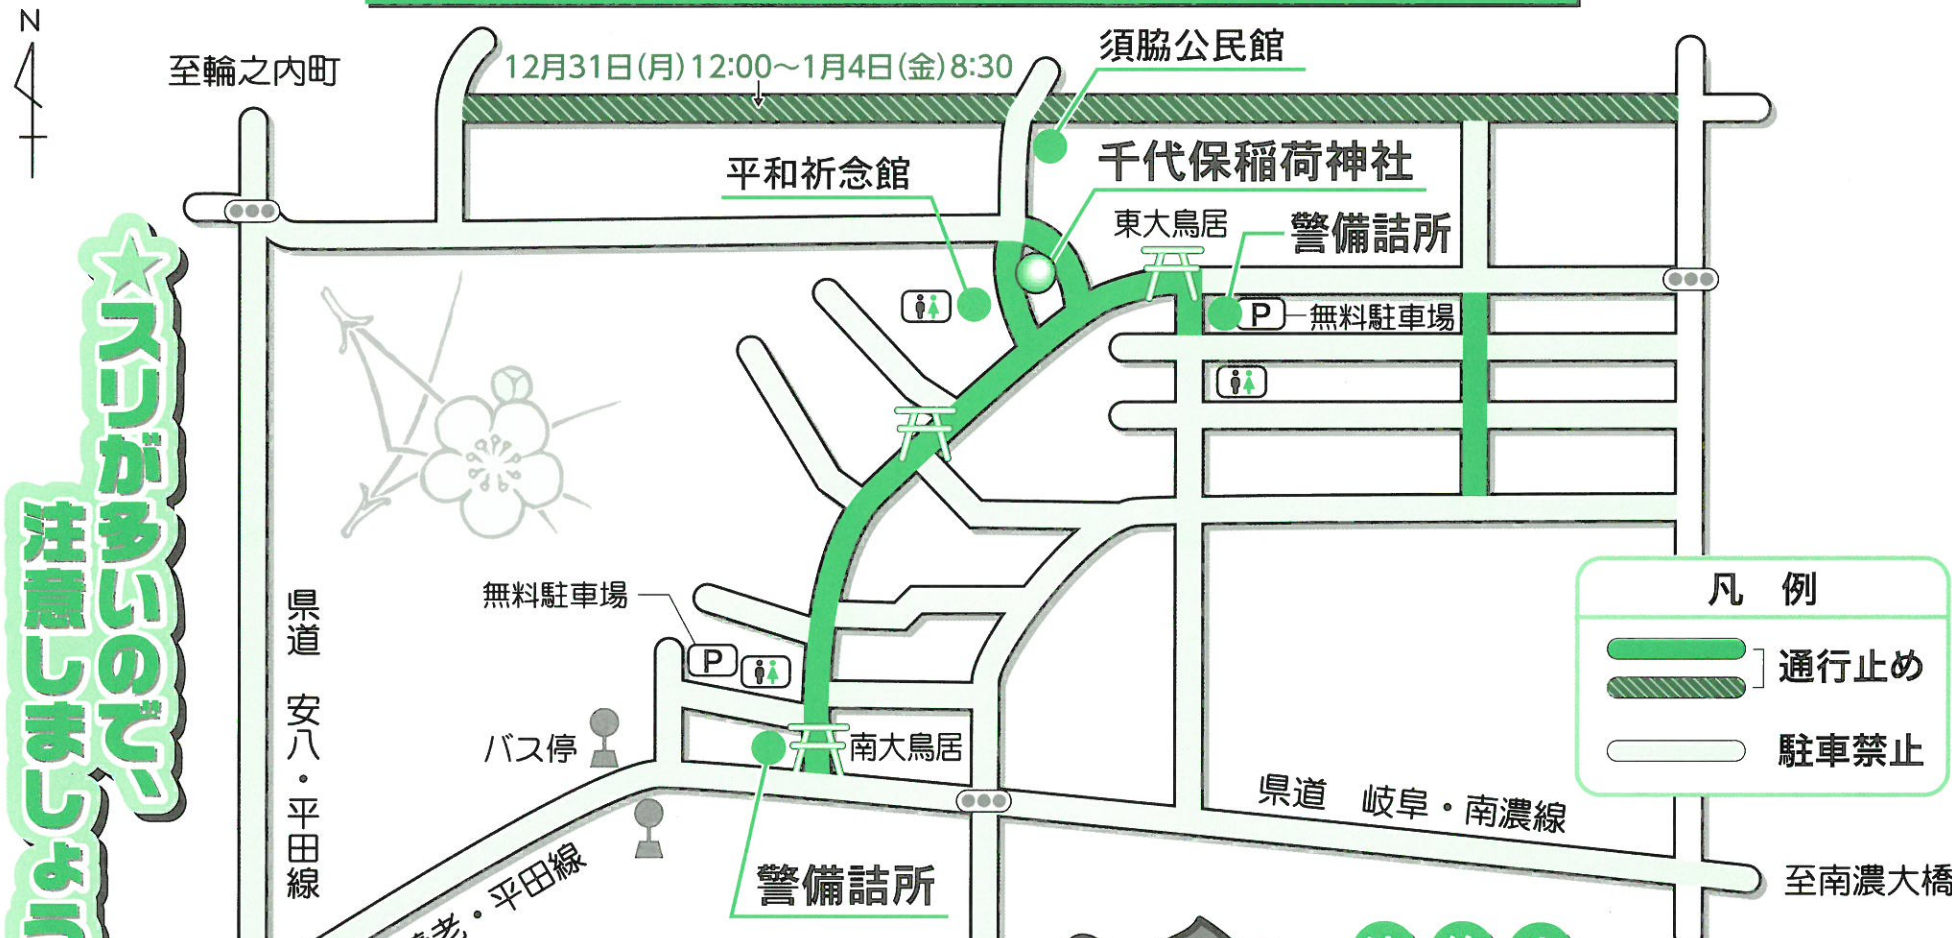 N
至輪之内町
12月31日(月)12:00～1月4日(金)8:30
須脇公民館
平和祈念館
千代保稲荷神社
東大鳥居
警備詰所
P
無料駐車場
★スリが多いので、
注意しましょう
県道 安八・平田線
無料駐車場
P
バス停
南大鳥居
警備詰所
老・平田線
県道 岐阜・南濃線
至南濃大橋
凡 例
通行止め
駐車禁止